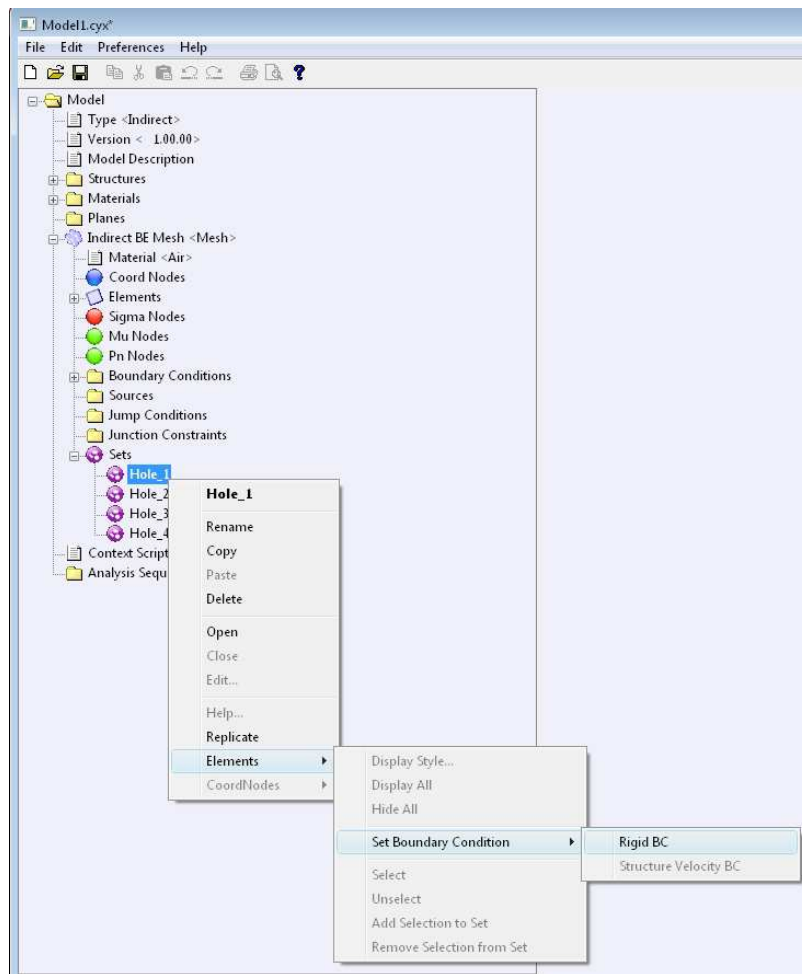 Model1.cyx*
File Edit Preferences Help
Model
Type <Indirect>
Version < 1.00.00>
Model Description
Structures
Materials
Planes
Indirect BE Mesh <Mesh>
Material <Air>
Coord Nodes
Elements
Sigma Nodes
Mu Nodes
Pn Nodes
Boundary Conditions
Sources
Jump Conditions
Junction Constraints
Sets
Hole_1
Hole_2
Hole_3
Hole_4
Context Script
Analysis Sequ
Hole_1
Rename
Copy
Paste
Delete
Open
Close
Edit...
Help...
Replicate
Elements
CoordNodes
Display Style...
Display All
Hide All
Set Boundary Condition
Select
Unselect
Add Selection to Set
Remove Selection from Set
Rigid BC
Structure Velocity BC